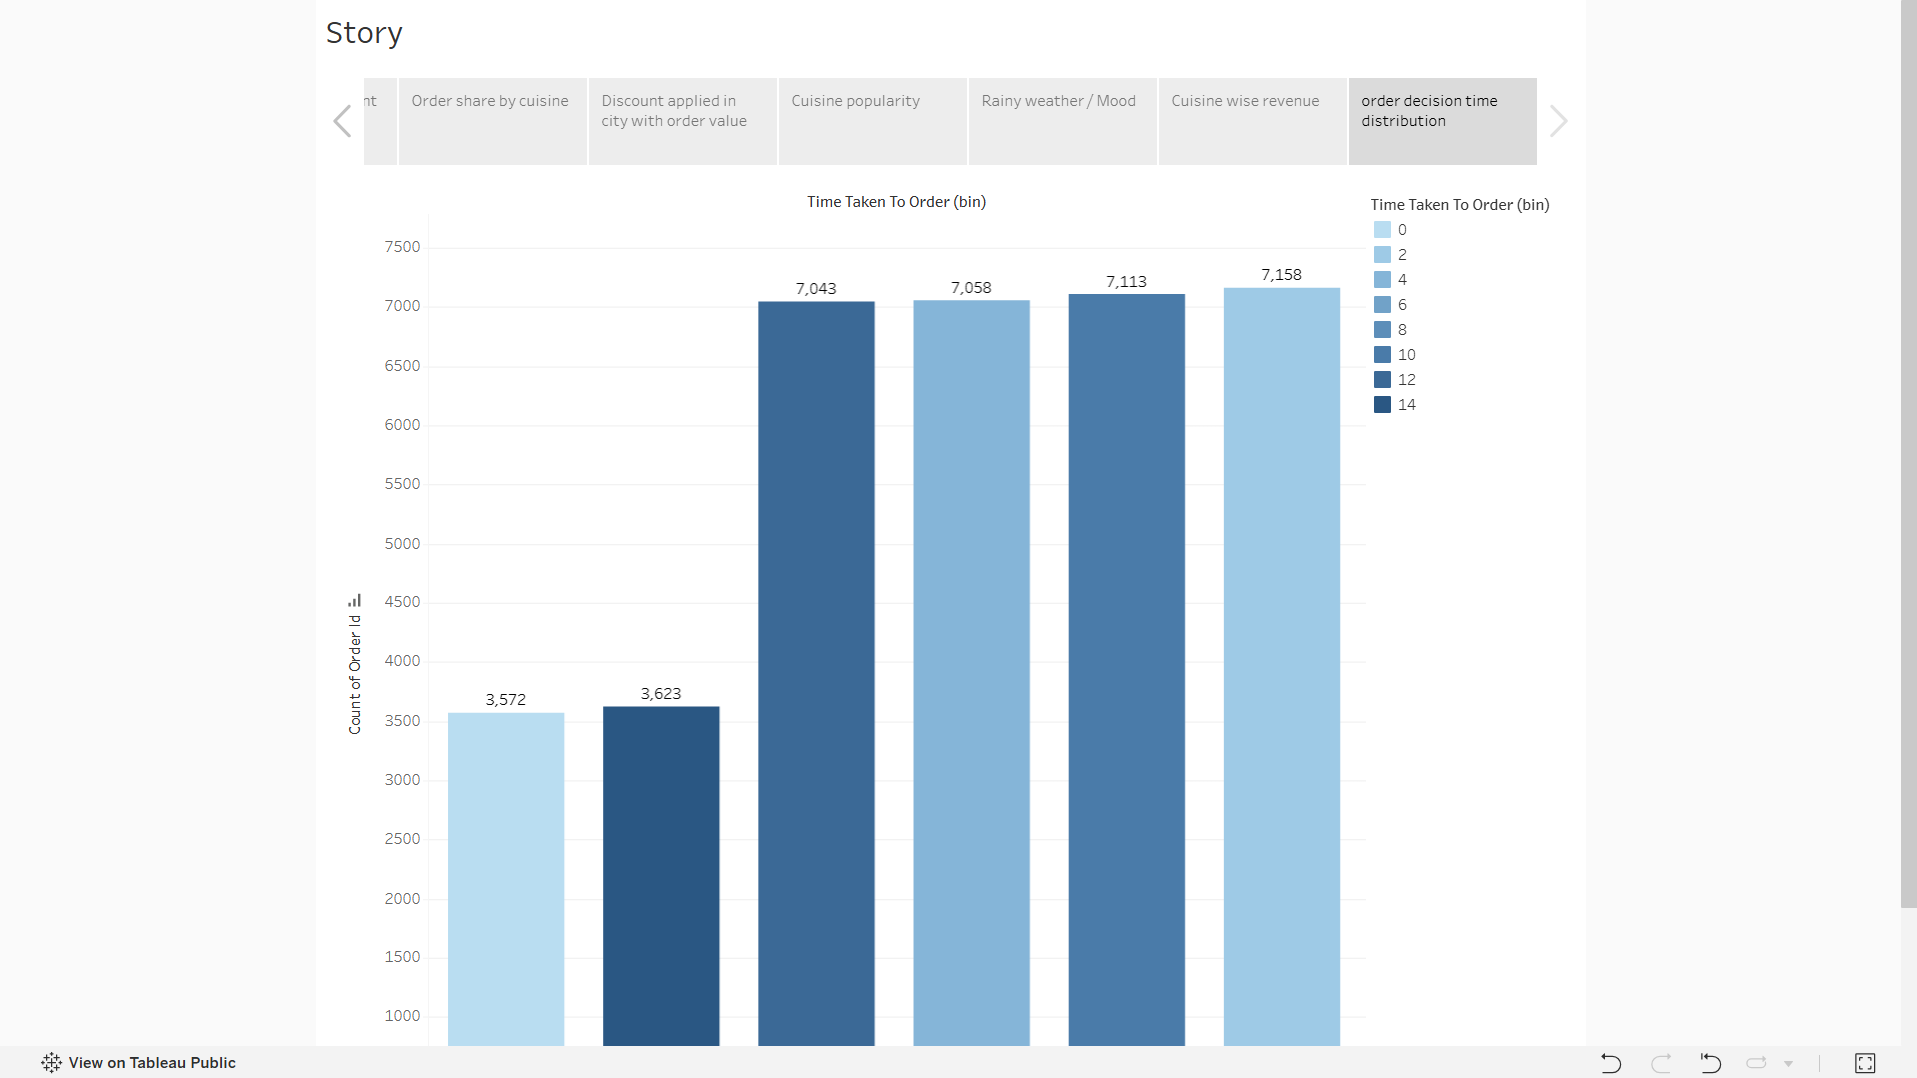 Story
nt
Order share by cuisine
Discount applied in
city with order value
Cuisine popularity
Rainy weather / Mood
Cuisine wise revenue
order decision time
distribution
Time Taken To Order (bin)
Time Taken To Order (bin)
0
2
4
6
8
10
12
14
7500
7000
6500
6000
5500
5000
4500
4000
3500
3000
2500
2000
1500
1000
Count of Order Id
3,572
3,623
7,043
7,058
7,113
7,158
View on Tableau Public